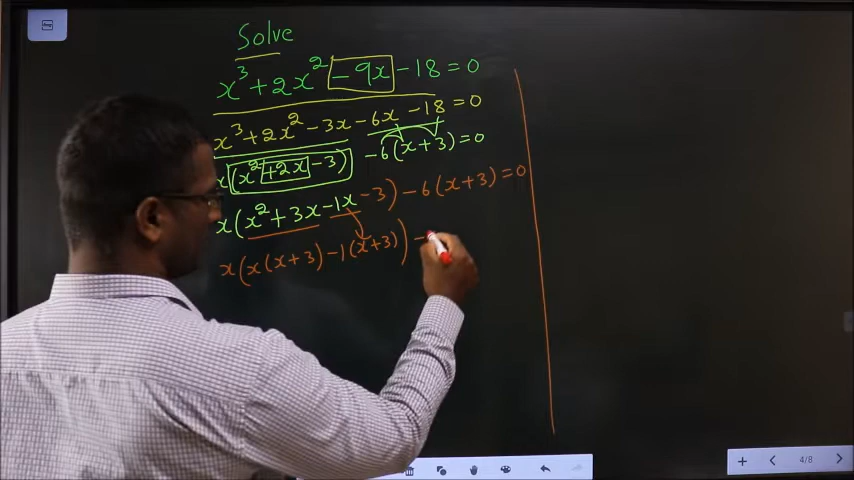 Solve
x³ + 2x² - 9x - 18 = 0
x³ + 2x² - 3x - 6x - 18 = 0
x(x² + 2x - 3) - 6(x + 3) = 0
x(x² + 3x - 1x - 3) - 6(x + 3) = 0
x(x(x + 3) - 1(x + 3)) -
4/8